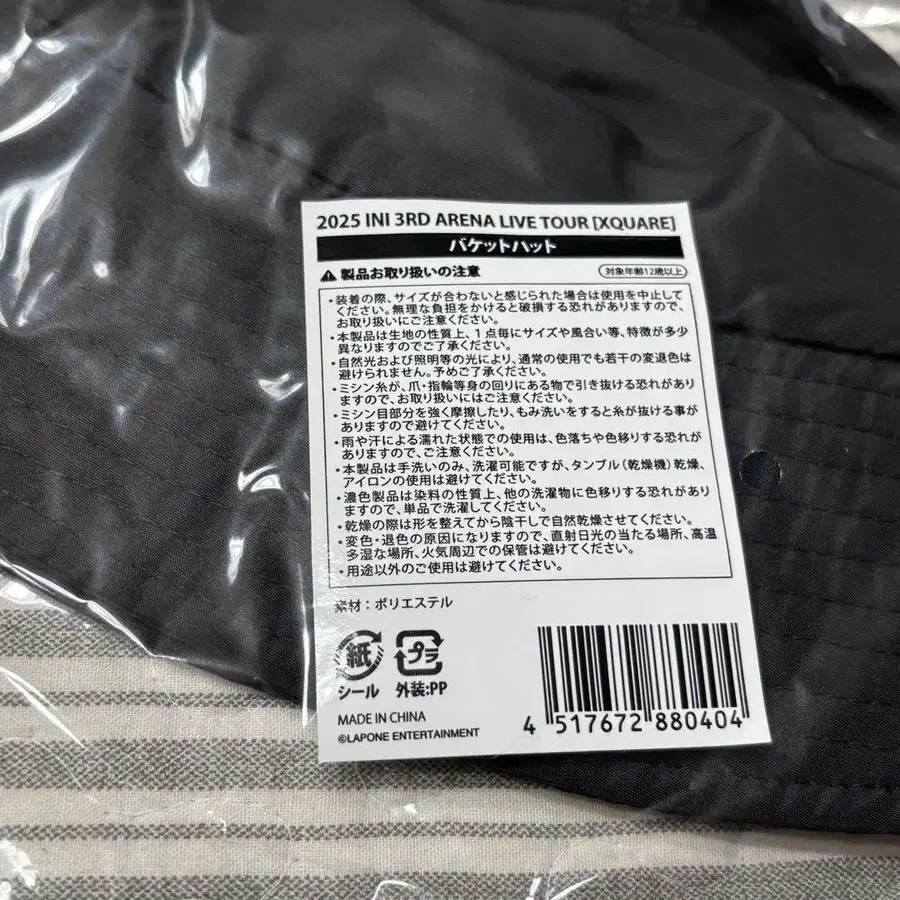 2025 INI 3RD ARENA LIVE TOUR [XQUARE]
バケットハット
製品お取り扱いの注意
対象年齢12歳以上
・装着の際、サイズが合わないと感じられた場合は使用を中止して
ください。無理な負担をかけると破損する恐れがありますので、
お取り扱いにご注意ください。
・本製品は生地の性質上、1点毎にサイズや風合い等、特徴が多少
異なりますのでご了承ください。
・自然光および照明等の光により、通常の使用でも若干の変退色は
避けられません。予めご了承ください。
・ミシン糸が、爪・指輪等身の回りにある物で引き抜ける恐れがあり
ますので、お取り扱いにはご注意ください。
・ミシン目部分を強く摩擦したり、もみ洗いをすると糸が抜ける事が
ありますので避けてください。
・雨や汗による濡れた状態での使用は、色落ちや色移りする恐れが
あるので、ご注意ください。
・本製品は手洗いのみ、洗濯可能ですが、タンブル(乾燥機)乾燥、
アイロンの使用は避けてください。
・濃色製品は染料の性質上、他の洗濯物に色移りする恐れがあり
ますので、単品で洗濯してください。
・乾燥の際は形を整えてから陰干しで自然乾燥させてください。
・変色・退色の原因になりますので、直射日光の当たる場所、高温
多湿な場所、火気周辺での保管は避けてください。
・用途以外のご使用は避けてください。
素材:ポリエステル
紙
プラ
シール
外装:PP
MADE IN CHINA
©LAPONE ENTERTAINMENT
4 517672 880404